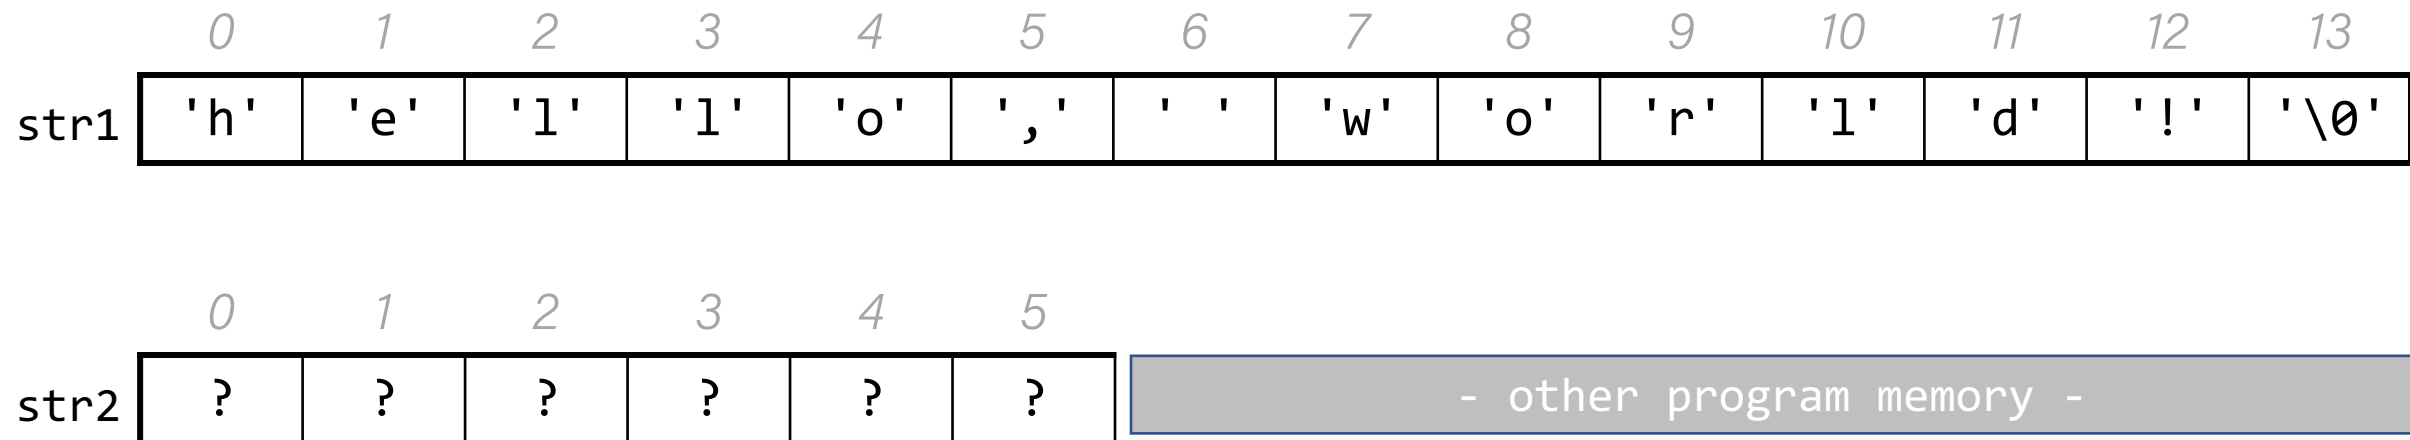 0 1 2 3 4 5 6 7 8 9 10 11 12 13
str1 'h' 'e' 'l' 'l' 'o' ',' ' ' 'w' 'o' 'r' 'l' 'd' '!' '\0'
0 1 2 3 4 5
str2 ? ? ? ? ? ? - other program memory -